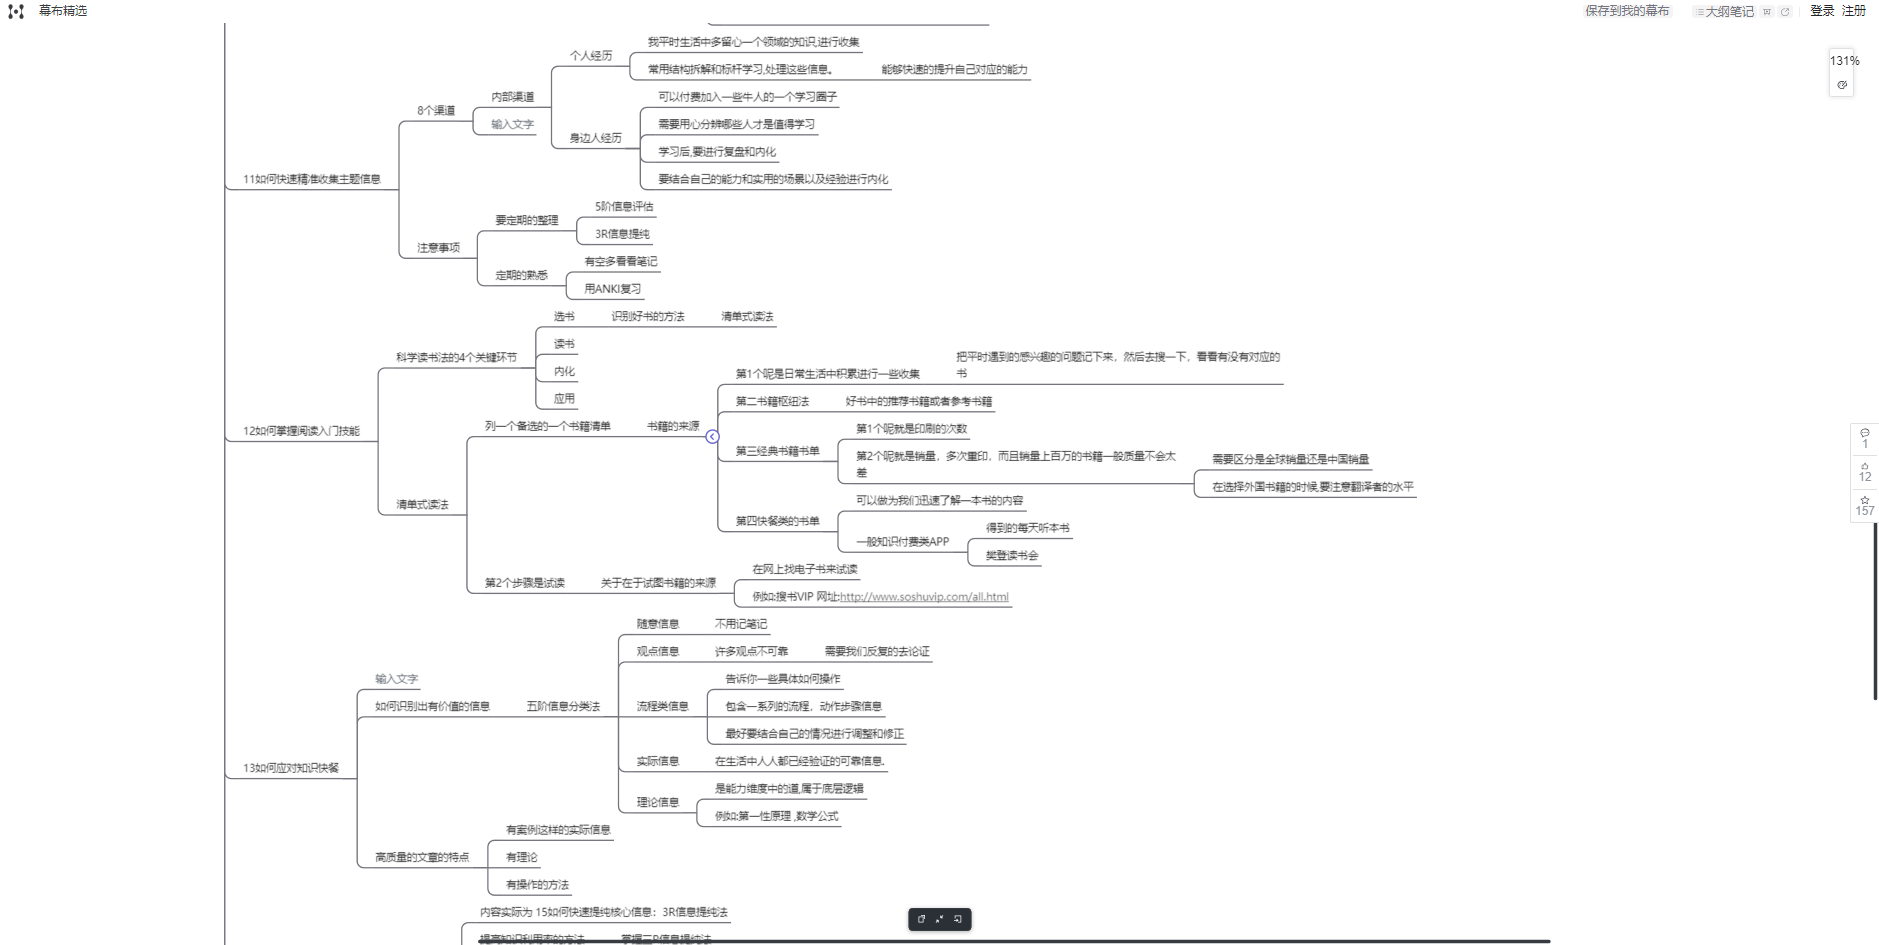 幕布精选
保存到我的幕布
大纲笔记
登录 注册
131%
我平时生活中多留心一个领域的知识,进行收集
个人经历
常用结构拆解和标杆学习,处理这些信息。
能够快速的提升自己对应的能力
内部渠道
可以付费加入一些牛人的一个学习圈子
8个渠道
输入文字
需要用心分辨哪些人才是值得学习
身边人经历
学习后,要进行复盘和内化
11如何快速精准收集主题信息
要结合自己的能力和实用的场景以及经验进行内化
5阶信息评估
要定期的整理
3R信息提纯
注意事项
有空多看看笔记
定期的熟悉
用ANKI复习
选书
识别好书的方法
清单式读法
科学读书法的4个关键环节
读书
内化
应用
把平时遇到的感兴趣的问题记下来，然后去搜一下，看看有没有对应的
书
第1个呢是日常生活中积累进行一些收集
第二书籍枢纽法
好书中的推荐书籍或者参考书籍
12如何掌握阅读入门技能
列一个备选的一个书籍清单
书籍的来源
第1个呢就是印刷的次数
第三经典书籍书单
第2个呢就是销量，多次重印，而且销量上百万的书籍一般质量不会太
差
需要区分是全球销量还是中国销量
在选择外国书籍的时候,要注意翻译者的水平
清单式读法
可以做为我们迅速了解一本书的内容
第四快餐类的书单
得到的每天听本书
一般知识付费类APP
樊登读书会
第2个步骤是试读
关于在于试图书籍的来源
在网上找电子书来试读
例如:搜书VIP 网址:http://www.soshuvip.com/all.html
随意信息
不用记笔记
观点信息
许多观点不可靠
需要我们反复的去论证
输入文字
告诉你一些具体如何操作
如何识别出有价值的信息
五阶信息分类法
流程类信息
包含一系列的流程，动作步骤信息
最好要结合自己的情况进行调整和修正
13如何应对知识快餐
实际信息
在生活中人人都已经验证的可靠信息.
理论信息
是能力维度中的道,属于底层逻辑
例如:第一性原理 ,数学公式
有案例这样的实际信息
高质量的文章的特点
有理论
有操作的方法
内容实际为 15如何快速提纯核心信息：3R信息提纯法
提高知识利用率的方法
掌握三R信息提纯法
1
12
157